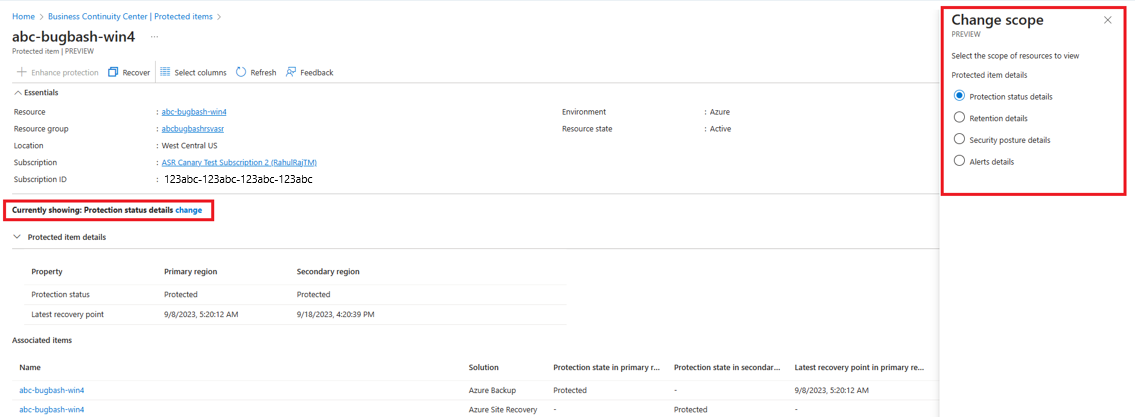 Home > Business Continuity Center | Protected items >
abc-bugbash-win4 ...
Protected item | PREVIEW
Enhance protection Recover Select columns Refresh Feedback
Essentials
Resource : abc-bugbash-win4 Environment : Azure
Resource group : abcbugbashrsvasr Resource state : Active
Location : West Central US
Subscription : ASR Canary Test Subscription 2 (RahulRajTM)
Subscription ID : 123abc-123abc-123abc-123abc
Currently showing: Protection status details change
Protected item details
Property Primary region Secondary region
Protection status Protected Protected
Latest recovery point 9/8/2023, 5:20:12 AM 9/18/2023, 4:20:39 PM
Associated items
Name Solution Protection state in primary r... Protection state in secondar... Latest recovery point in primary re...
abc-bugbash-win4 Azure Backup Protected - 9/8/2023, 5:20:12 AM
abc-bugbash-win4 Azure Site Recovery - Protected -
Change scope
PREVIEW
Select the scope of resources to view
Protected item details
Protection status details
Retention details
Security posture details
Alerts details